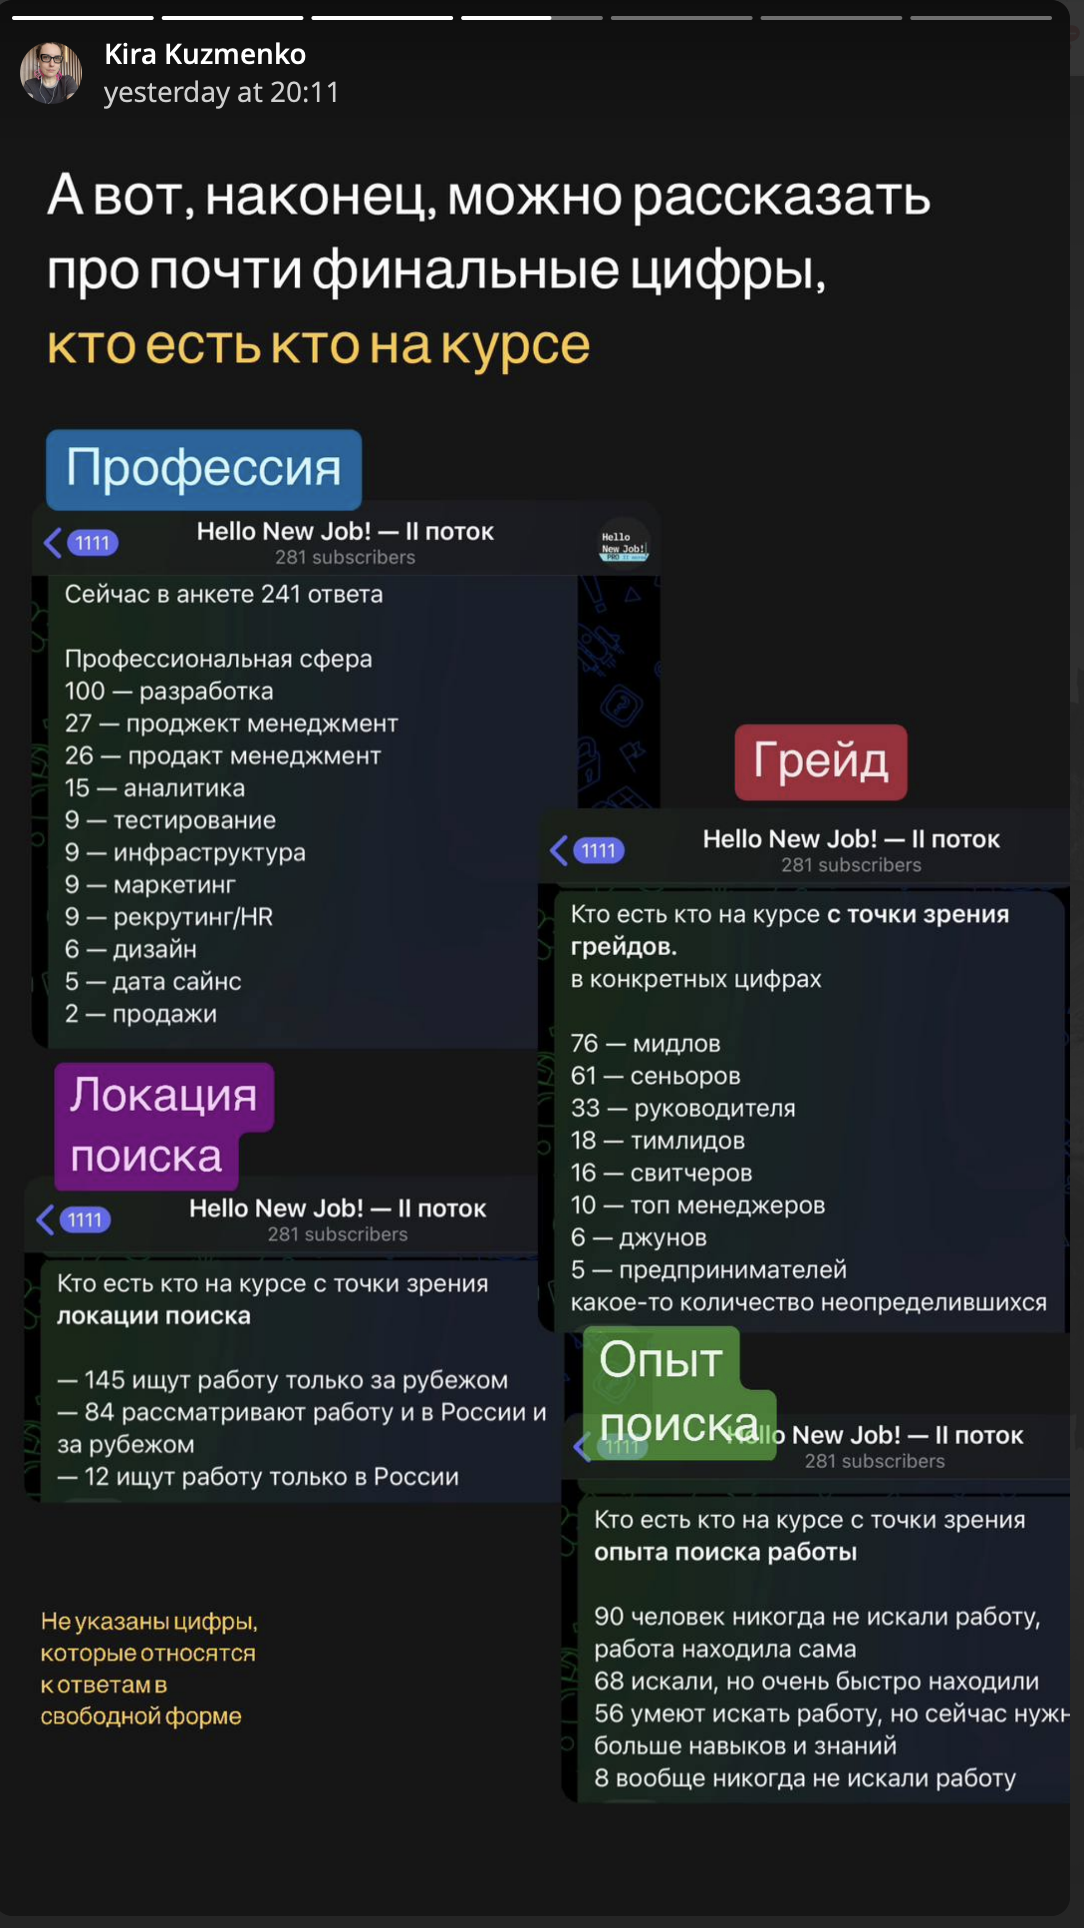 Kira Kuzmenko
yesterday at 20:11
А вот, наконец, можно рассказать
про почти финальные цифры,
кто есть кто на курсе
Профессия
1111
Hello New Job! — II поток
281 subscribers
Hello
New Job!
PRO
Сейчас в анкете 241 ответа
Профессиональная сфера
100 — разработка
27 — проджект менеджмент
26 — продакт менеджмент
15 — аналитика
9 — тестирование
9 — инфраструктура
9 — маркетинг
9 — рекрутинг/HR
6 — дизайн
5 — дата сайнс
2 — продажи
Грейд
1111
Hello New Job! — II поток
281 subscribers
Кто есть кто на курсе с точки зрения
грейдов.
в конкретных цифрах
76 — мидлов
61 — сеньоров
33 — руководителя
18 — тимлидов
16 — свитчеров
10 — топ менеджеров
6 — джунов
5 — предпринимателей
какое-то количество неопределившихся
Локация
поиска
1111
Hello New Job! — II поток
281 subscribers
Кто есть кто на курсе с точки зрения
локации поиска
— 145 ищут работу только за рубежом
— 84 рассматривают работу и в России и
за рубежом
— 12 ищут работу только в России
Опыт
поиска
1111
Hello New Job! — II поток
281 subscribers
Кто есть кто на курсе с точки зрения
опыта поиска работы
90 человек никогда не искали работу,
работа находила сама
68 искали, но очень быстро находили
56 умеют искать работу, но сейчас нужн
больше навыков и знаний
8 вообще никогда не искали работу
Не указаны цифры,
которые относятся
к ответам в
свободной форме